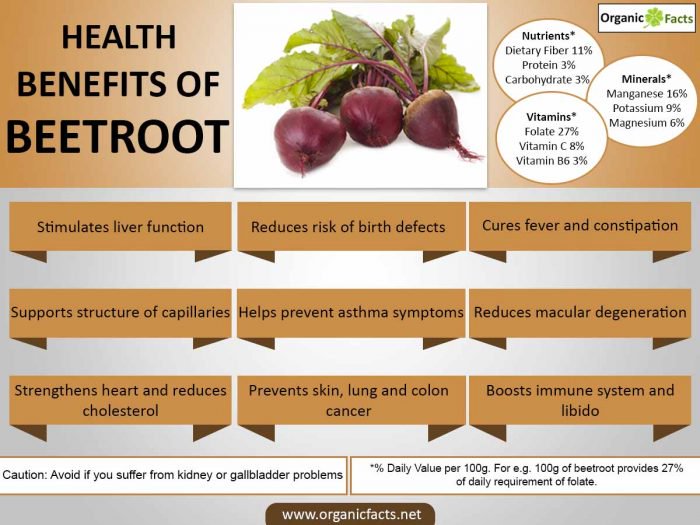 HEALTH
BENEFITS OF
BEETROOT
Organic Facts
Nutrients*
Dietary Fiber 11%
Protein 3%
Carbohydrate 3%
Minerals*
Manganese 16%
Potassium 9%
Magnesium 6%
Vitamins*
Folate 27%
Vitamin C 8%
Vitamin B6 3%
Stimulates liver function
Reduces risk of birth defects
Cures fever and constipation
Supports structure of capillaries
Helps prevent asthma symptoms
Reduces macular degeneration
Strengthens heart and reduces
cholesterol
Prevents skin, lung and colon
cancer
Boosts immune system and
libido
Caution: Avoid if you suffer from kidney or gallbladder problems
*% Daily Value per 100g. For e.g. 100g of beetroot provides 27%
of daily requirement of folate.
www.organicfacts.net